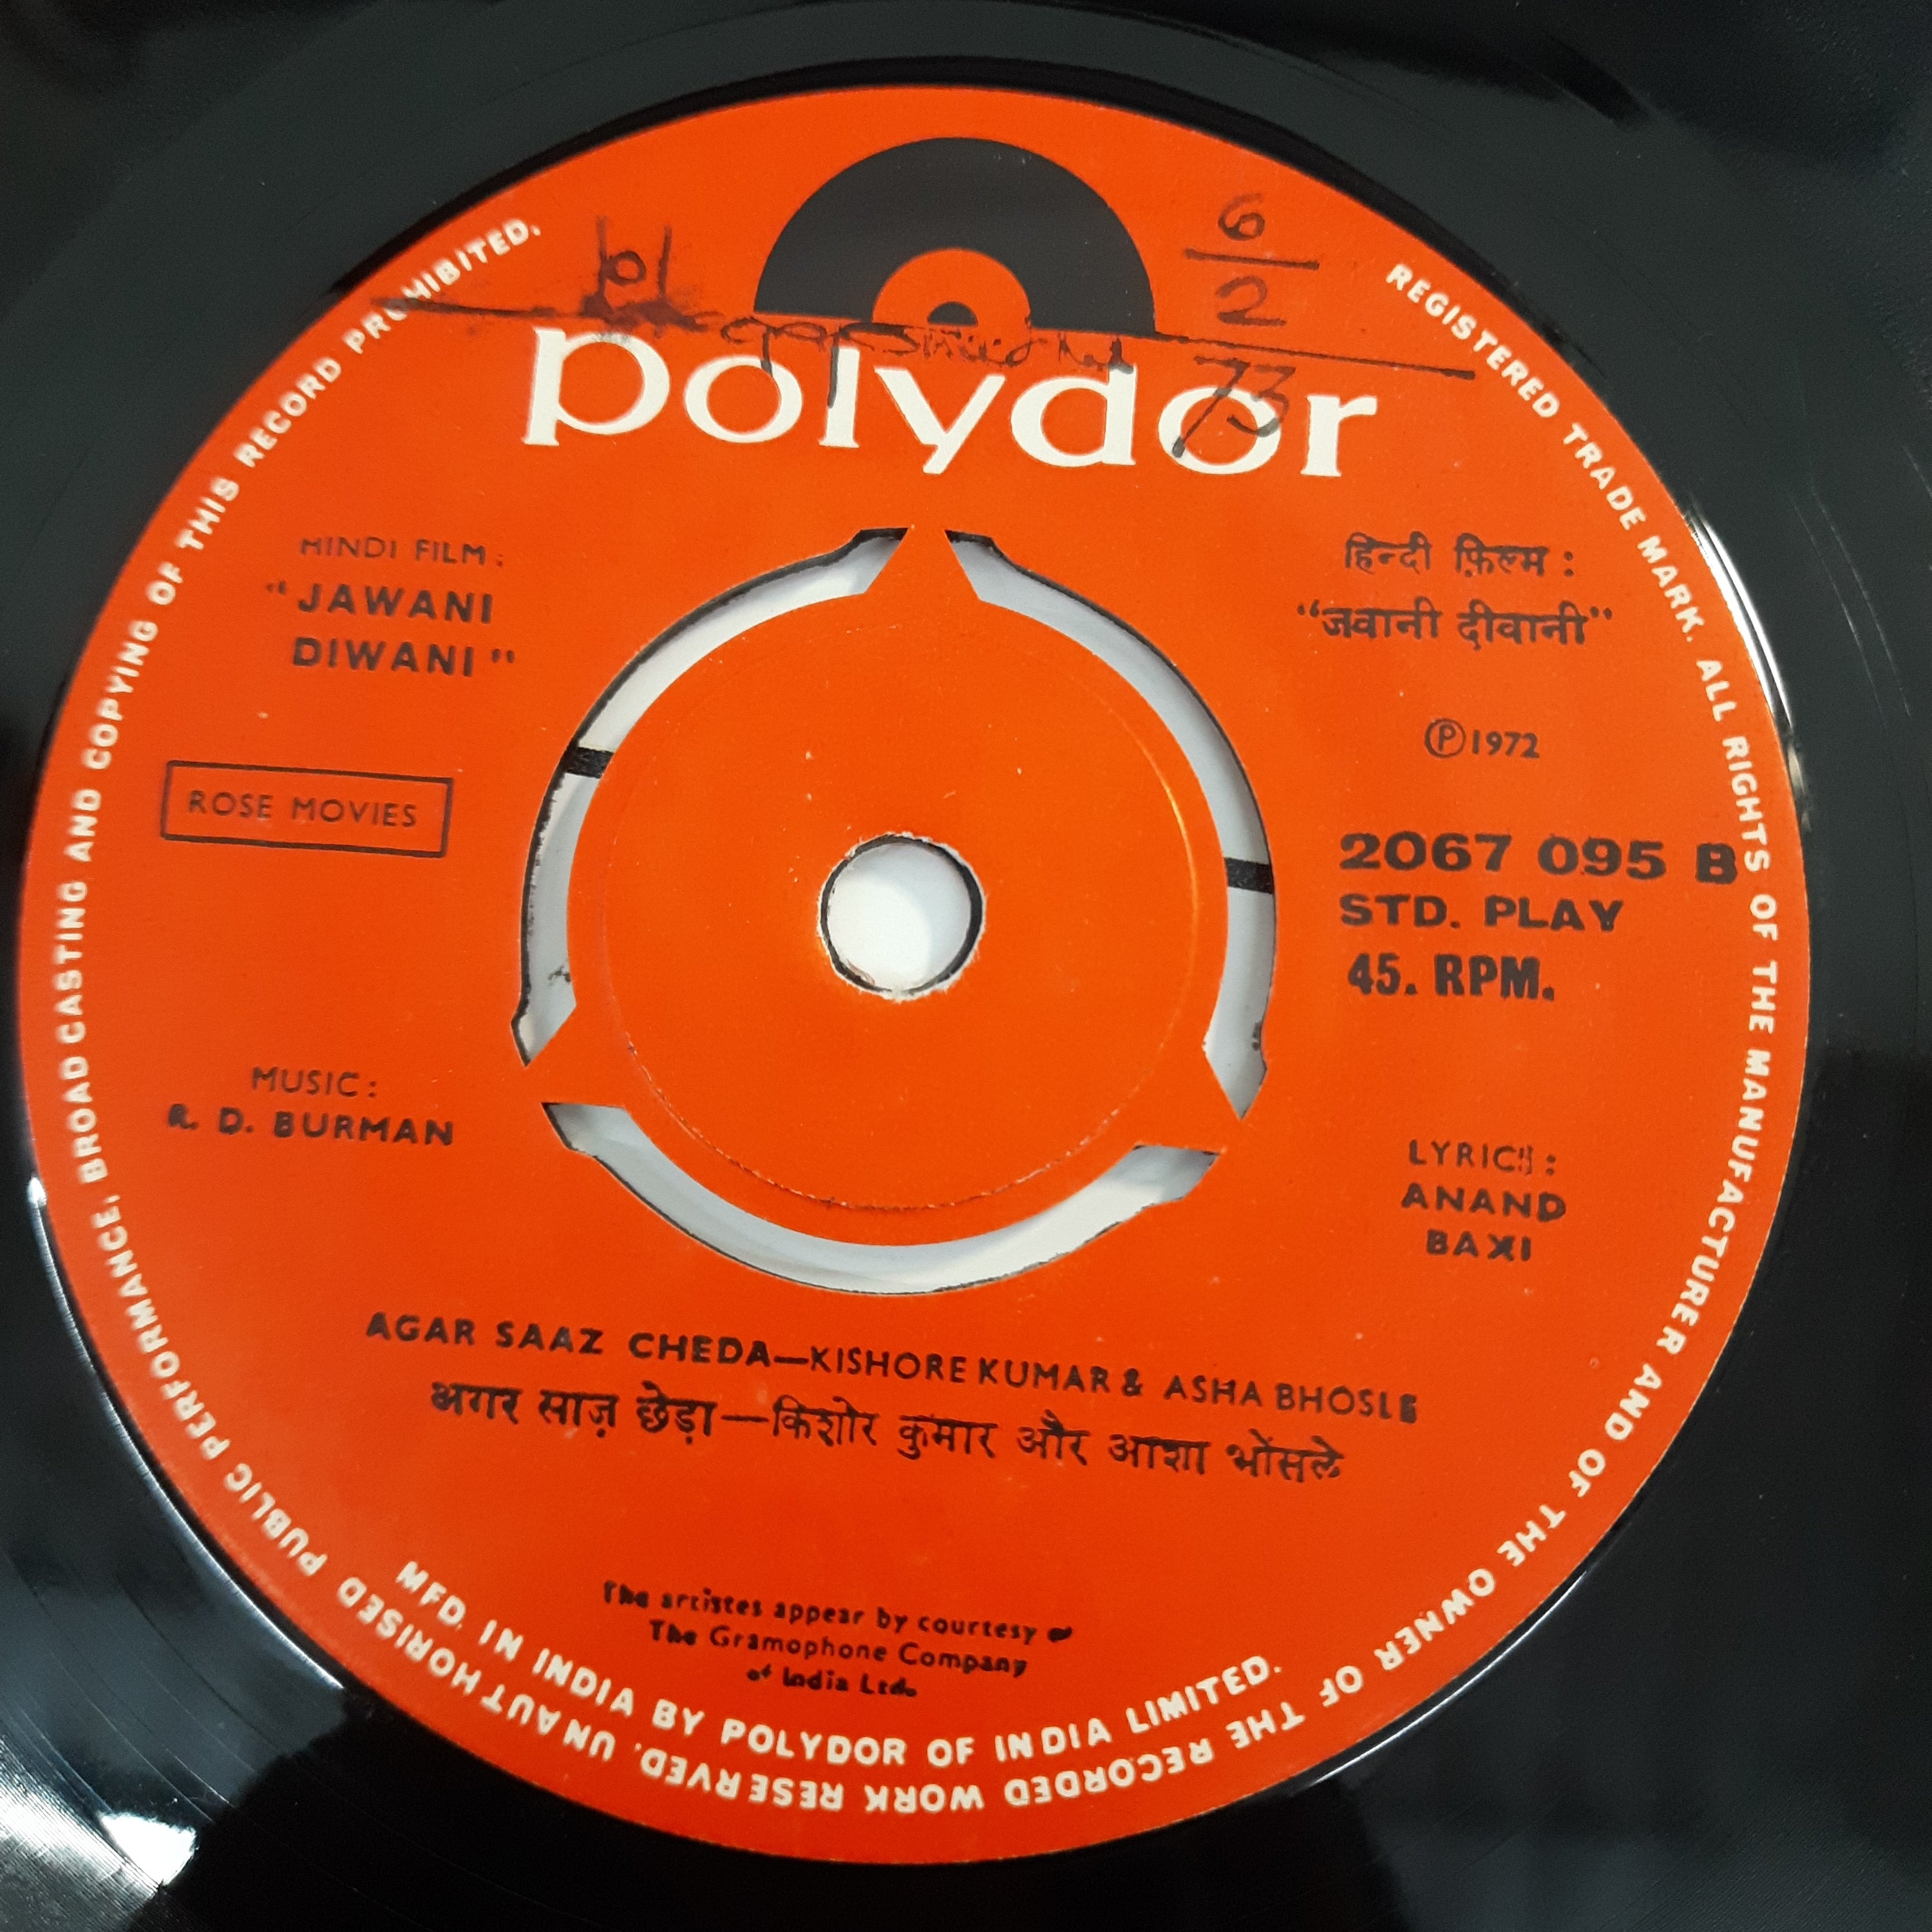 6
2
73
polydor
HINDI FILM:
"JAWANI
DIWANI"
हिन्दी फ़िल्म :
"जवानी दीवानी"
Ⓟ1972
ROSE MOVIES
2067 095 B
STD. PLAY
45. RPM.
MUSIC:
R. D. BURMAN
LYRICS:
ANAND
BAXI
AGAR SAAZ CHEDA—KISHORE KUMAR & ASHA BHOSLE
अगर साज़ छेड़ा—किशोर कुमार और आशा भोंसले
The artistes appear by courtesy of
The Gramophone Company
of India Ltd.
MFD. IN INDIA BY POLYDOR OF INDIA LIMITED.
REGISTERED TRADE MARK. ALL RIGHTS OF THE MANUFACTURER AND OF THE OWNER OF THE RECORDED WORK RESERVED. UNAUTHORISED PUBLIC PERFORMANCE, BROADCASTING AND COPYING OF THIS RECORD PROHIBITED.